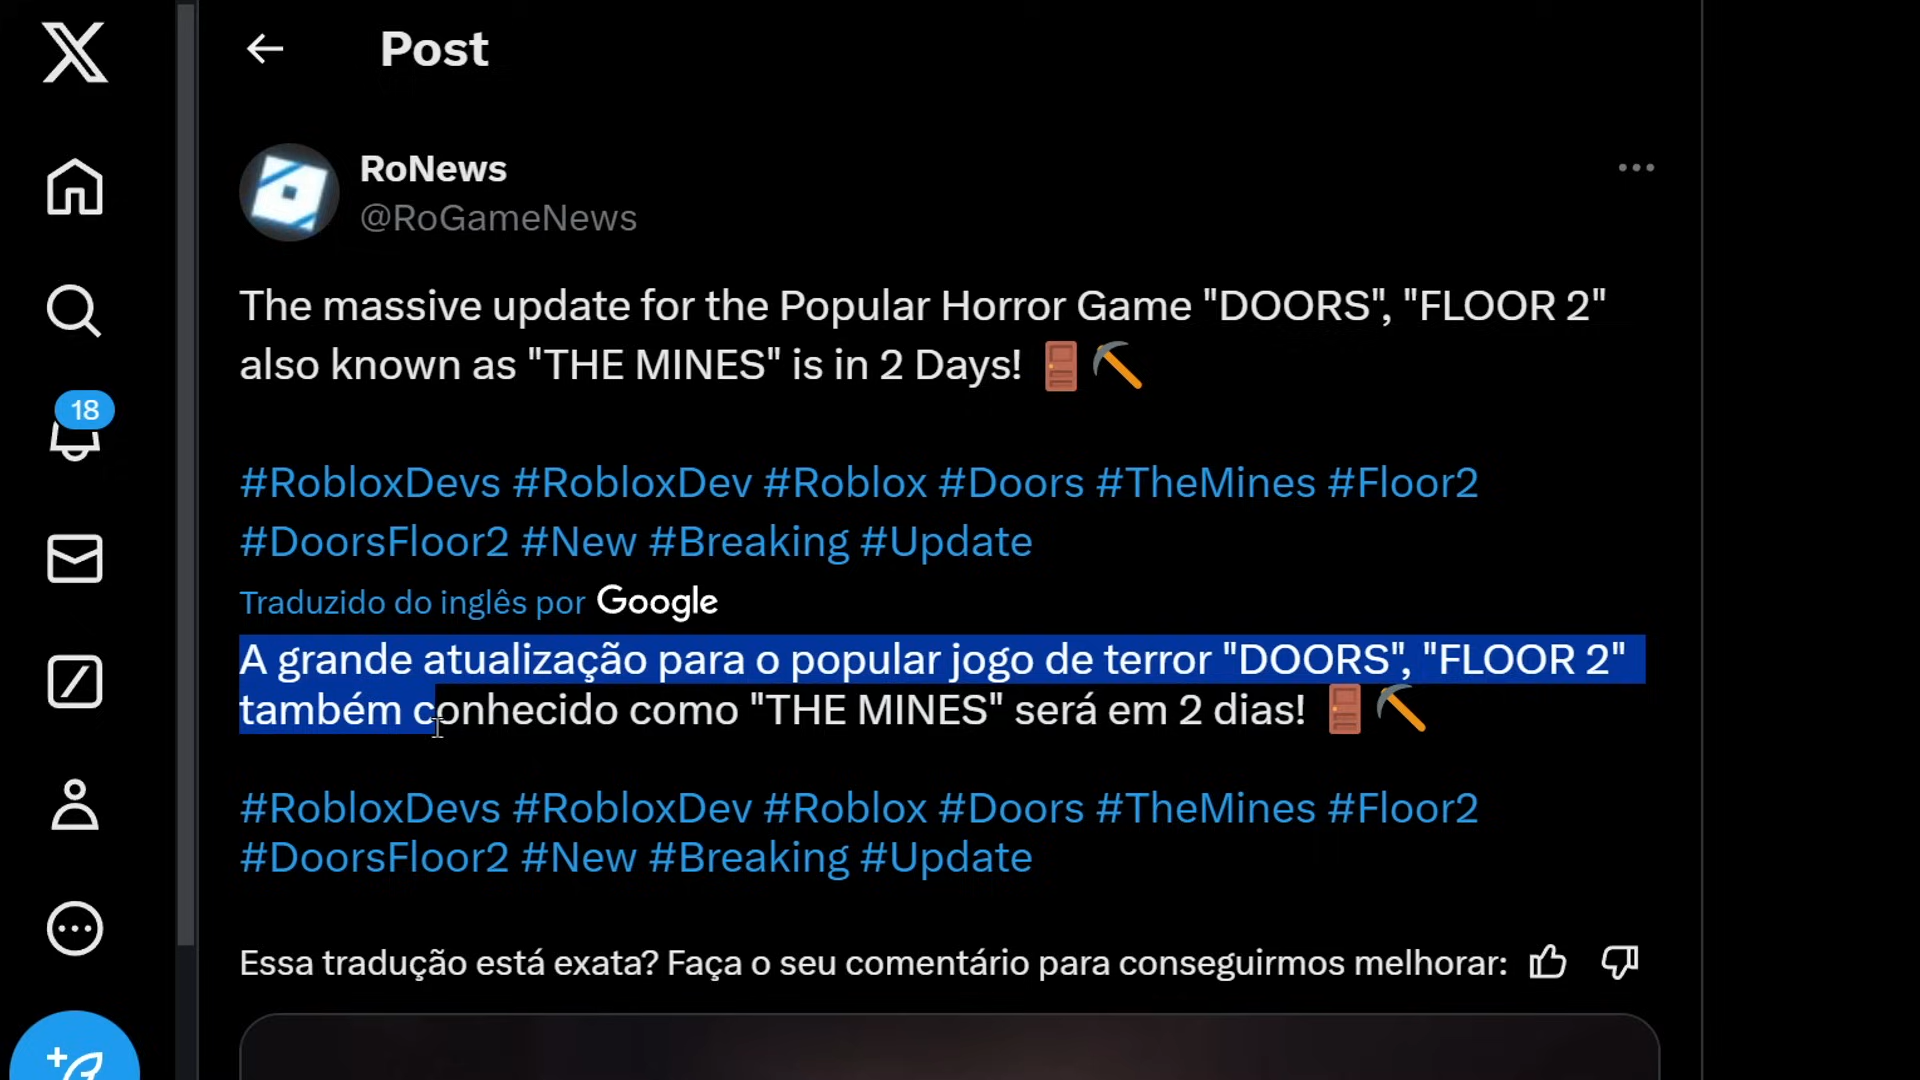 Post
RoNews
@RoGameNews
The massive update for the Popular Horror Game "DOORS", "FLOOR 2"
also known as "THE MINES" is in 2 Days! 🚪⛏️
18
#RobloxDevs #RobloxDev #Roblox #Doors #TheMines #Floor2
#DoorsFloor2 #New #Breaking #Update
Traduzido do inglês por Google
A grande atualização para o popular jogo de terror "DOORS", "FLOOR 2"
também conhecido como "THE MINES" será em 2 dias! 🚪⛏️
#RobloxDevs #RobloxDev #Roblox #Doors #TheMines #Floor2
#DoorsFloor2 #New #Breaking #Update
Essa tradução está exata? Faça o seu comentário para conseguirmos melhorar: